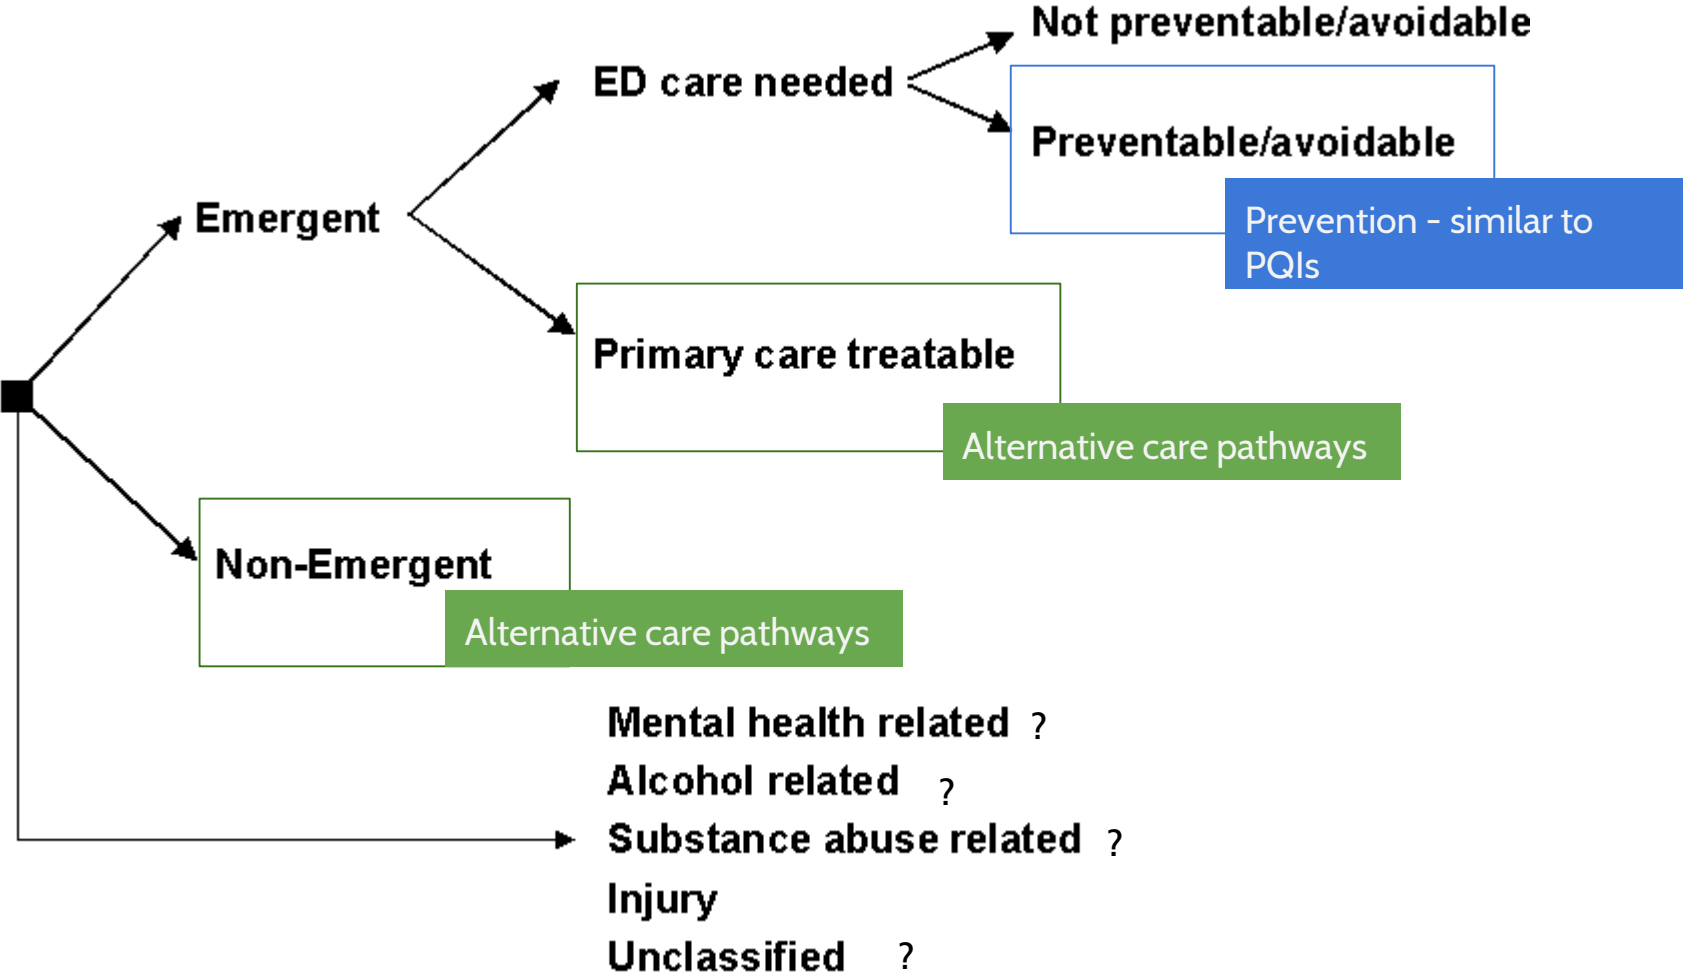 Not preventable/avoidable
ED care needed
Preventable/avoidable
Prevention - similar to
PQIs
Emergent
Primary care treatable
Alternative care pathways
Non-Emergent
Alternative care pathways
Mental health related ?
Alcohol related ?
Substance abuse related ?
Injury
Unclassified ?